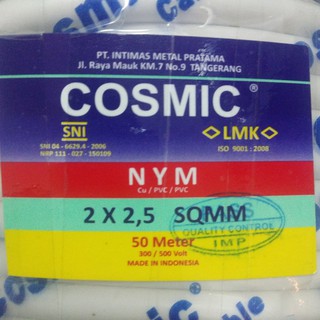 PT. INTIMAS METAL PRATAMA
Jl. Raya Mauk KM.7 No.9 TANGERANG
COSMIC ®
SNI
LMK
SNI 04 - 6629.4 - 2006
ISO 9001 : 2008
NRP 111 - 027 - 150109
NYM
Cu / PVC / PVC
2 X 2,5 SQMM
QUALITY CONTROL
50 Meter
IMP
300 / 500 Volt
MADE IN INDONESIA
cosmic